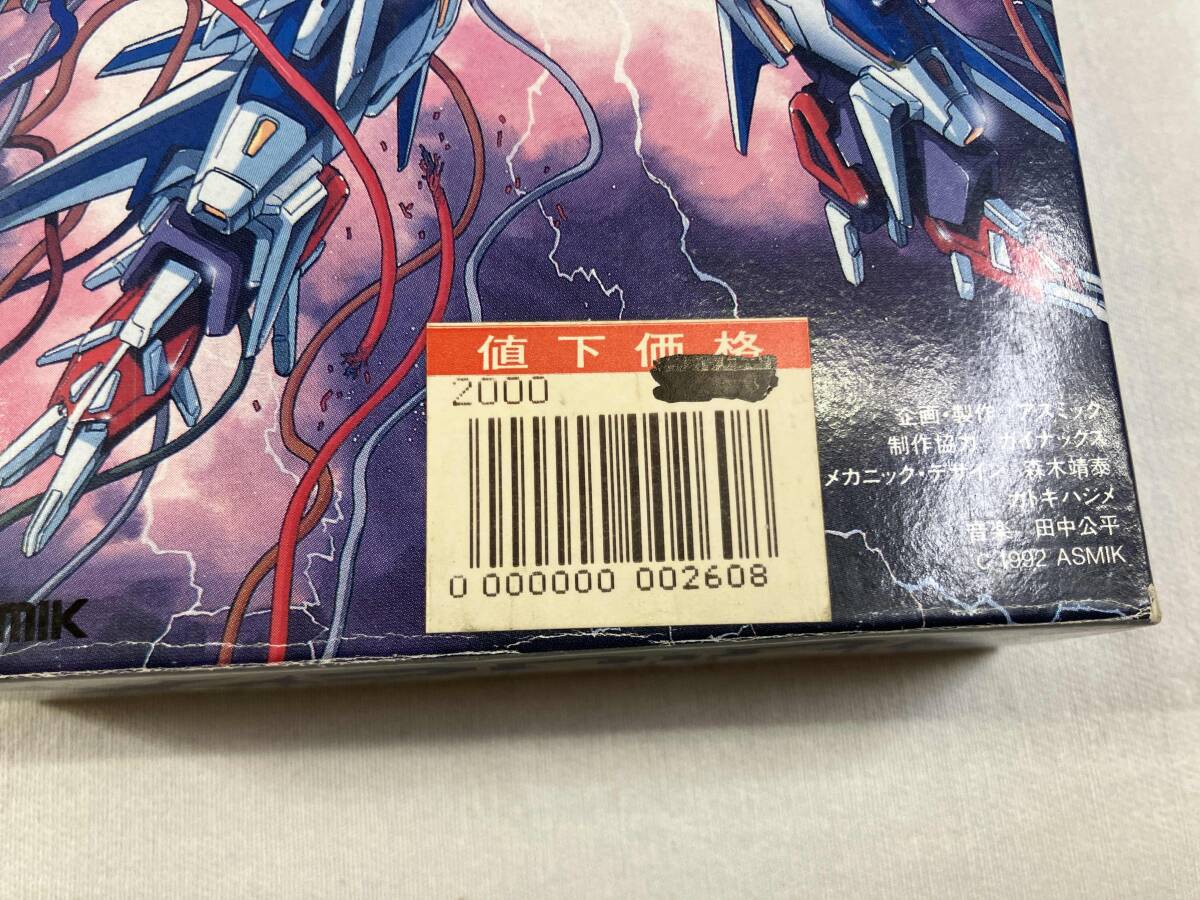 値下価格
2000
0 000000 002608
企画・製作 アスミック
制作協力 ガイナックス
メカニック・デザイン 森木靖泰
カトキハジメ
音楽 田中公平
C 1992 ASMIK
MIK